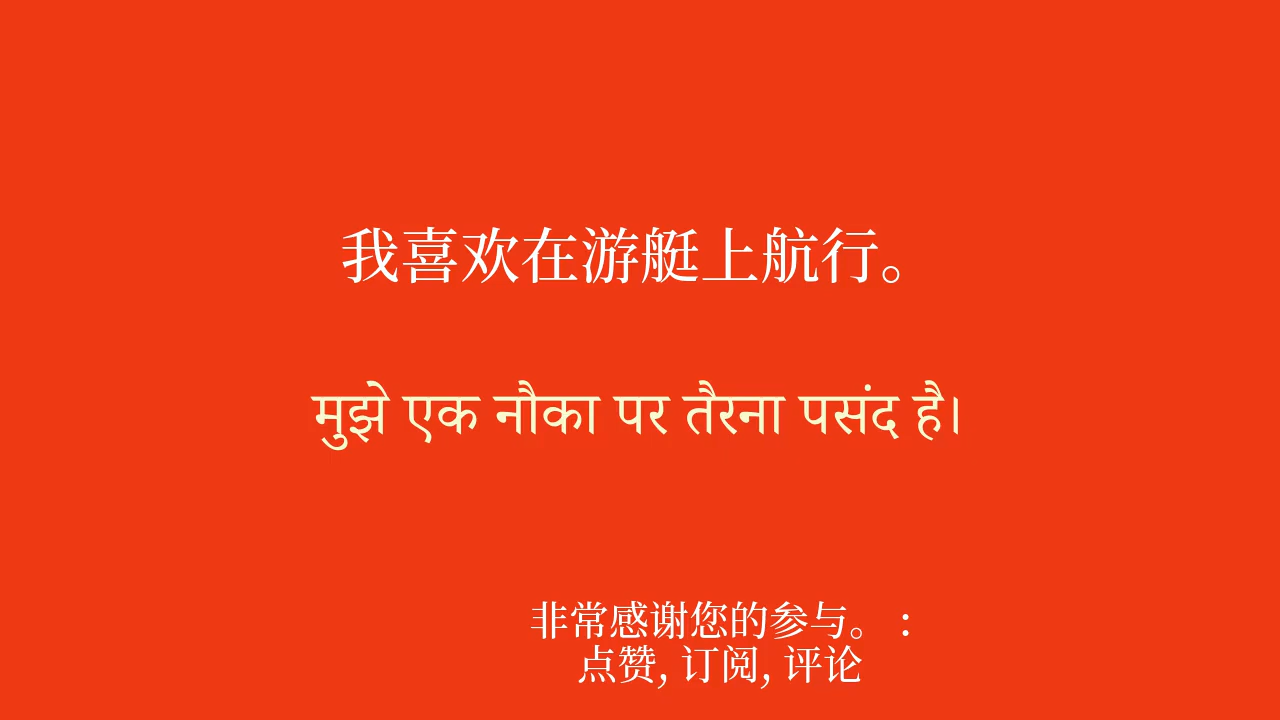 我喜欢在游艇上航行。
मुझे एक नौका पर तैरना पसंद है।
非常感谢您的参与。 :
点赞, 订阅, 评论